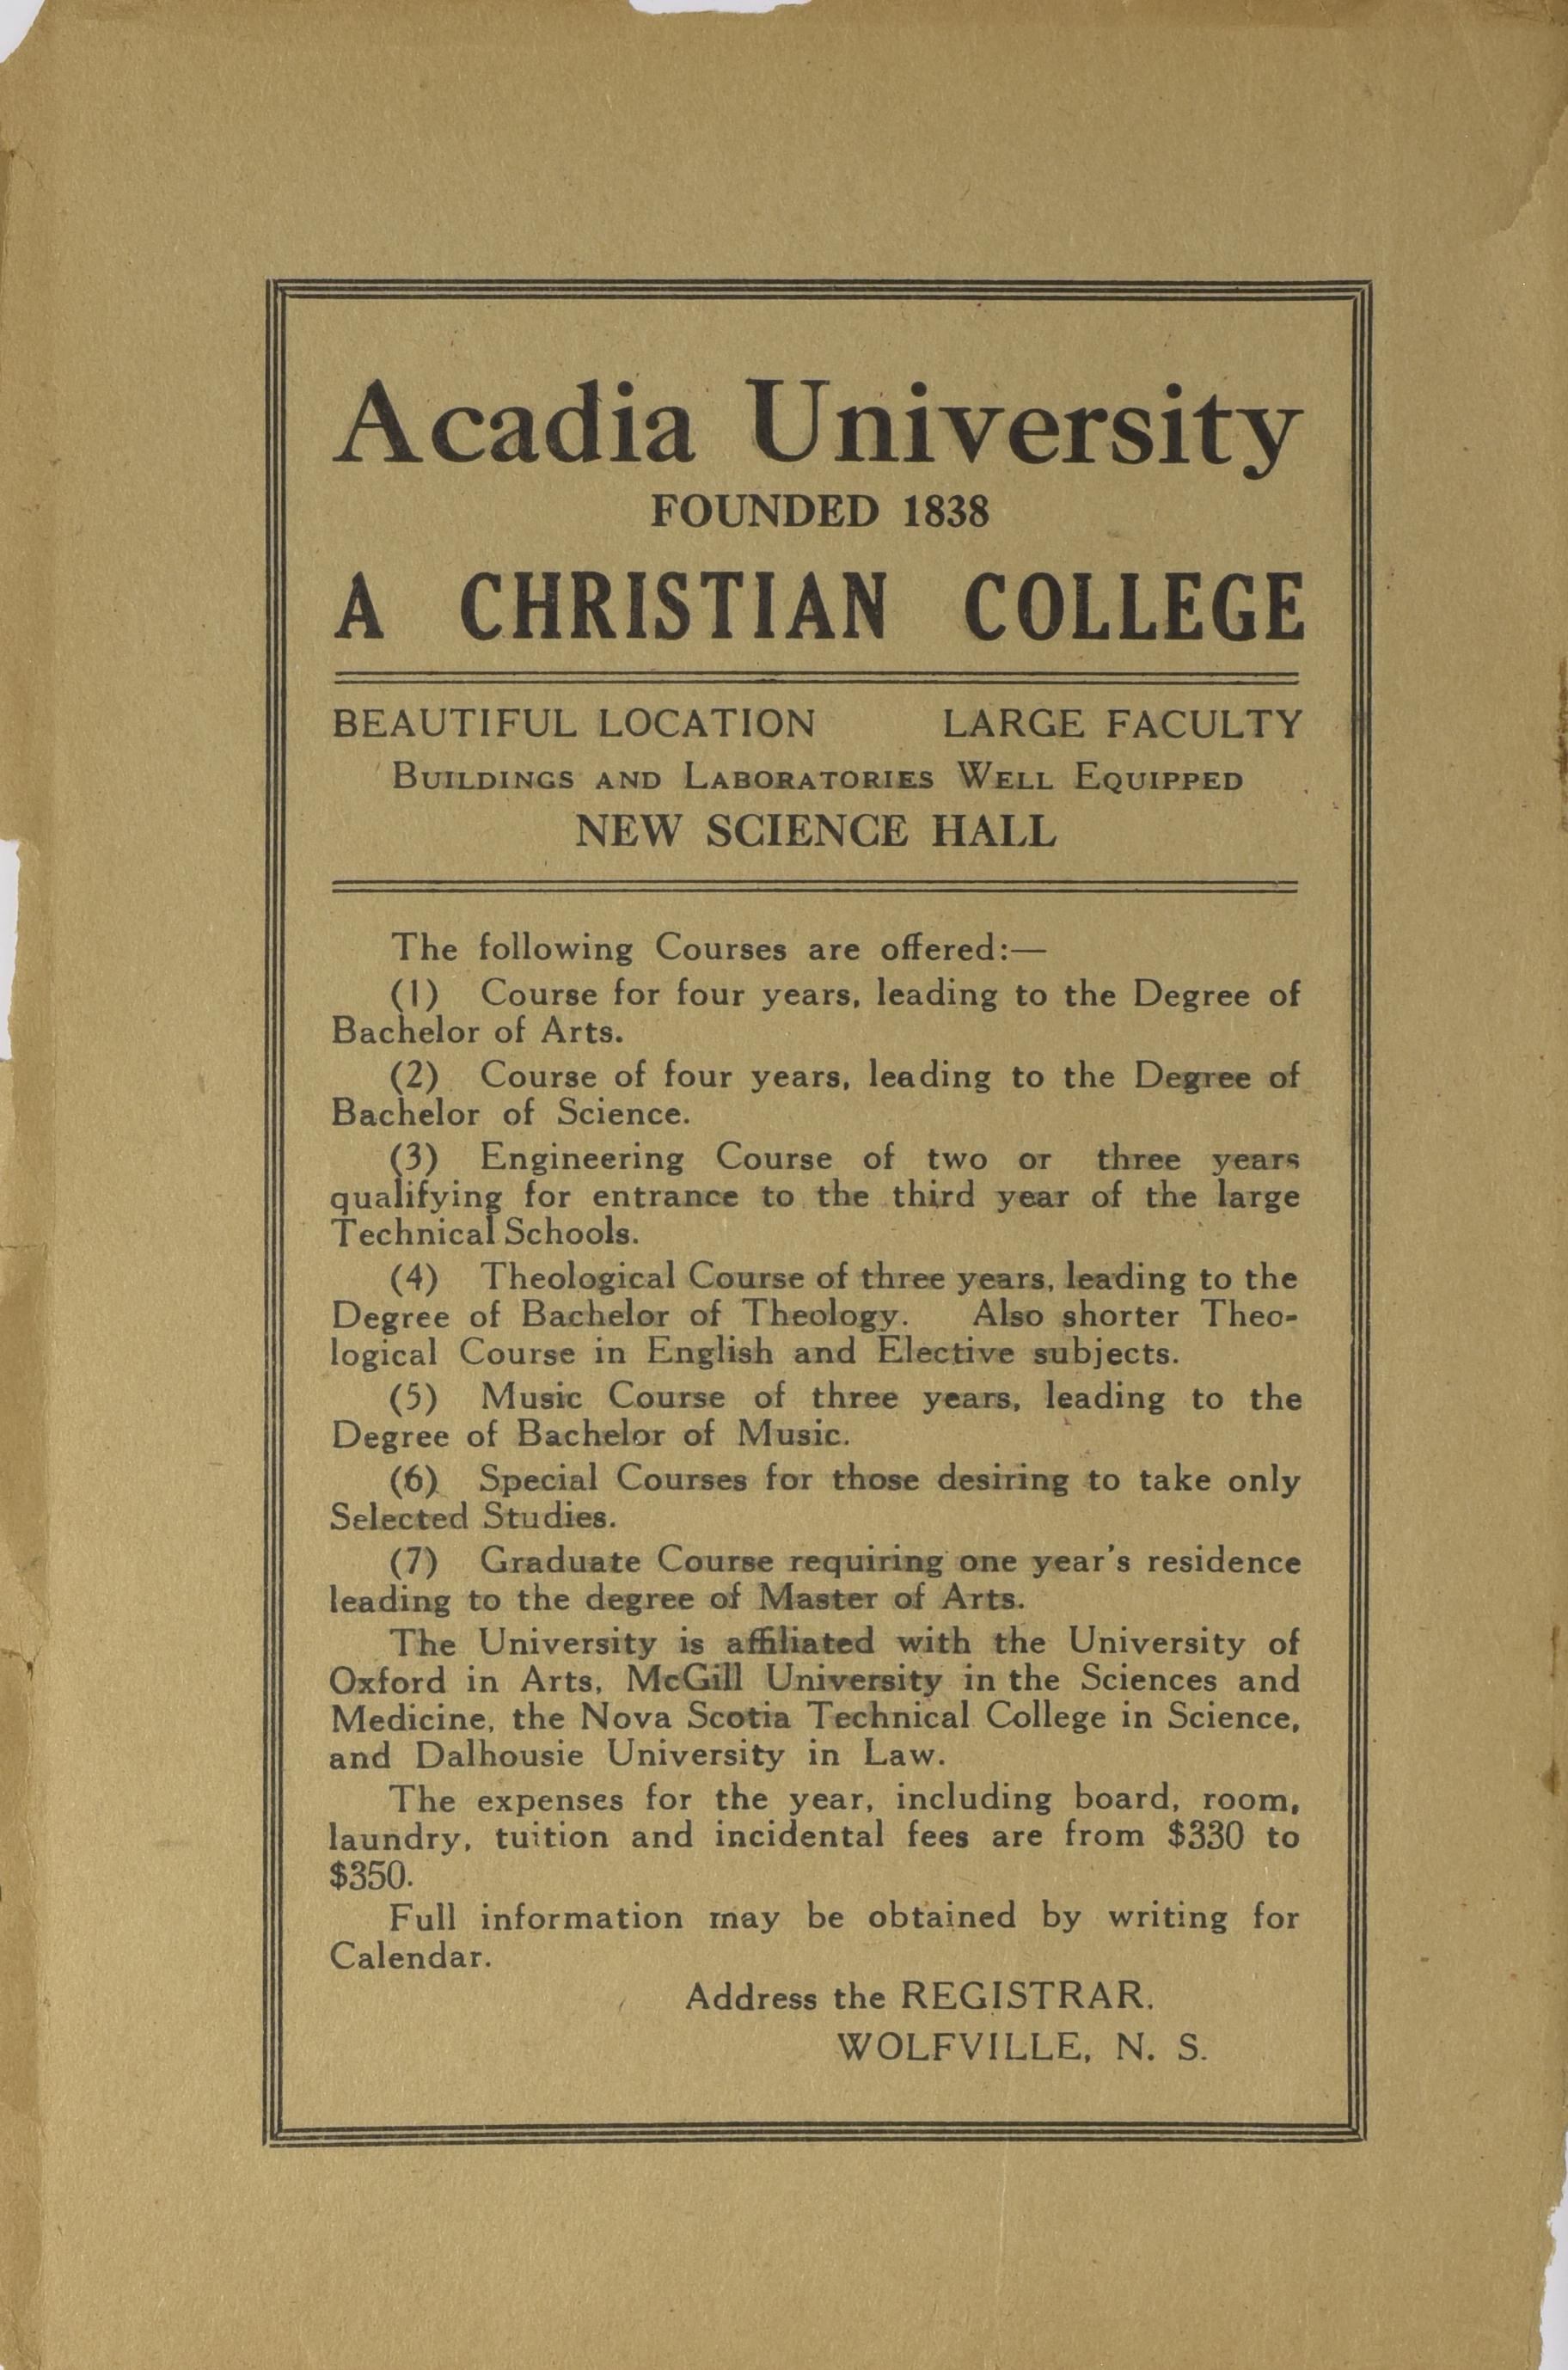 Acadia University
FOUNDED 1838
A CHRISTIAN COLLEGE
BEAUTIFUL LOCATION LARGE FACULTY
BUILDINGS AND LABORATORIES WELL EQUIPPED
NEW SCIENCE HALL
The following Courses are offered:—
(1) Course for four years, leading to the Degree of
Bachelor of Arts.
(2) Course of four years, leading to the Degree of
Bachelor of Science.
(3) Engineering Course of two or three years
qualifying for entrance to the third year of the large
Technical Schools.
(4) Theological Course of three years, leading to the
Degree of Bachelor of Theology. Also shorter Theo-
logical Course in English and Elective subjects.
(5) Music Course of three years, leading to the
Degree of Bachelor of Music.
(6) Special Courses for those desiring to take only
Selected Studies.
(7) Graduate Course requiring one year's residence
leading to the degree of Master of Arts.
The University is affiliated with the University of
Oxford in Arts, McGill University in the Sciences and
Medicine, the Nova Scotia Technical College in Science,
and Dalhousie University in Law.
The expenses for the year, including board, room,
laundry, tuition and incidental fees are from $330 to
$350.
Full information may be obtained by writing for
Calendar.
Address the REGISTRAR.
WOLFVILLE, N. S.